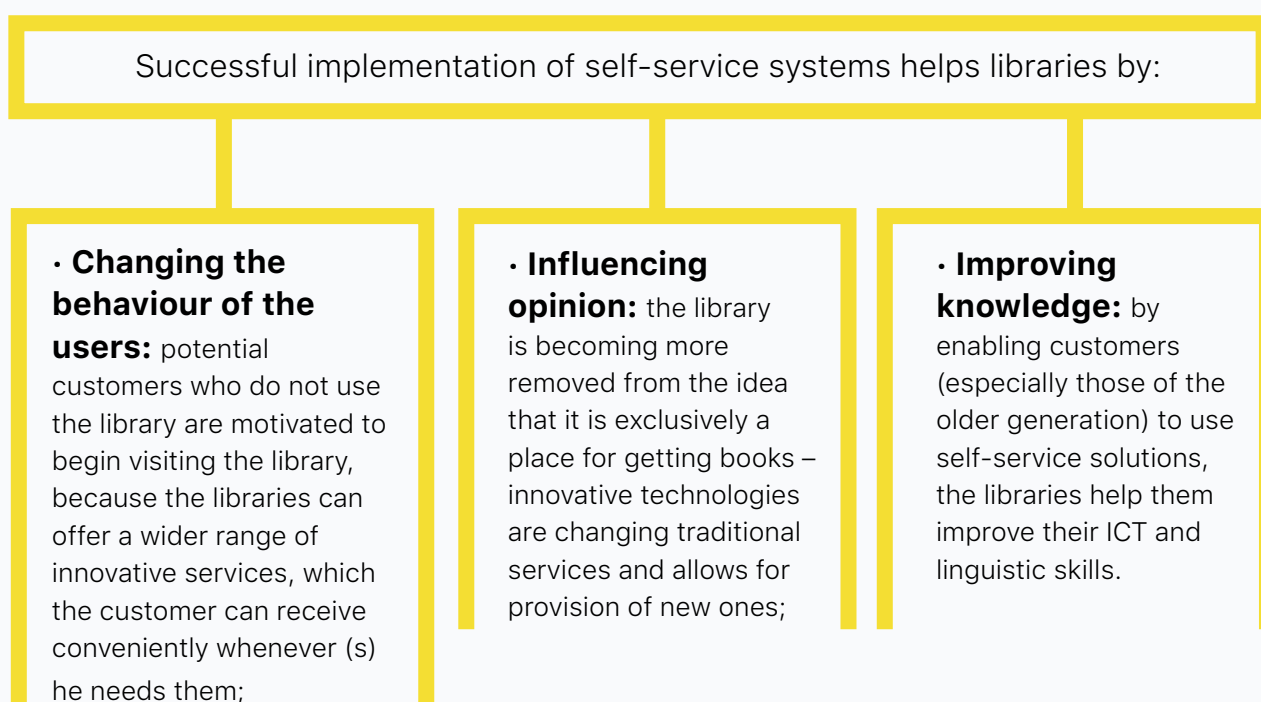 Successful implementation of self-service systems helps libraries by:
· Changing the
behaviour of the
users: potential
customers who do not use
the library are motivated to
begin visiting the library,
because the libraries can
offer a wider range of
innovative services, which
the customer can receive
conveniently whenever (s)
he needs them;
· Influencing
opinion: the library
is becoming more
removed from the idea
that it is exclusively a
place for getting books –
innovative technologies
are changing traditional
services and allows for
provision of new ones;
· Improving
knowledge: by
enabling customers
(especially those of the
older generation) to use
self-service solutions,
the libraries help them
improve their ICT and
linguistic skills.